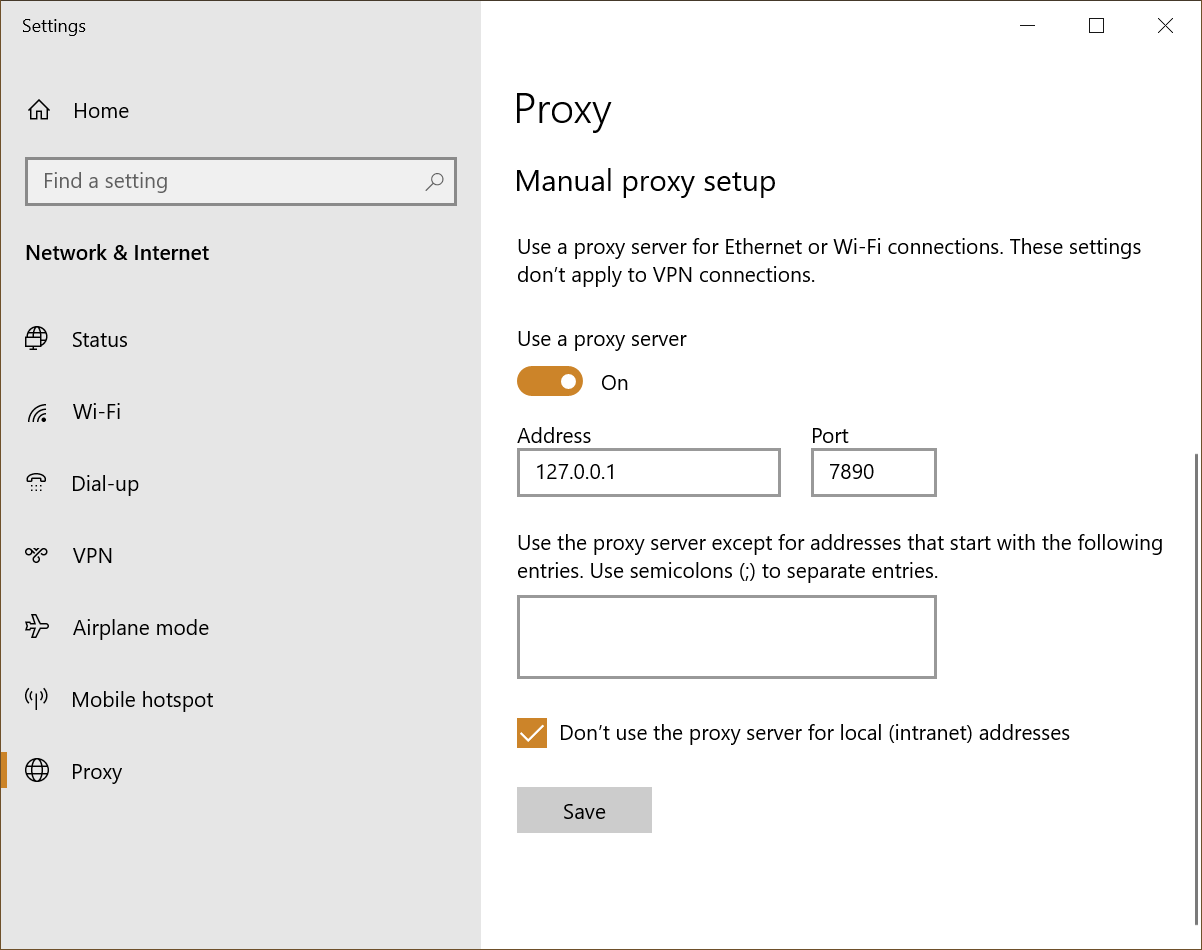 Settings
Home
Find a setting
Network & Internet
Status
Wi-Fi
Dial-up
VPN
Airplane mode
Mobile hotspot
Proxy
Proxy
Manual proxy setup
Use a proxy server for Ethernet or Wi-Fi connections. These settings
don’t apply to VPN connections.
Use a proxy server
On
Address
Port
127.0.0.1
7890
Use the proxy server except for addresses that start with the following
entries. Use semicolons (;) to separate entries.
Don’t use the proxy server for local (intranet) addresses
Save